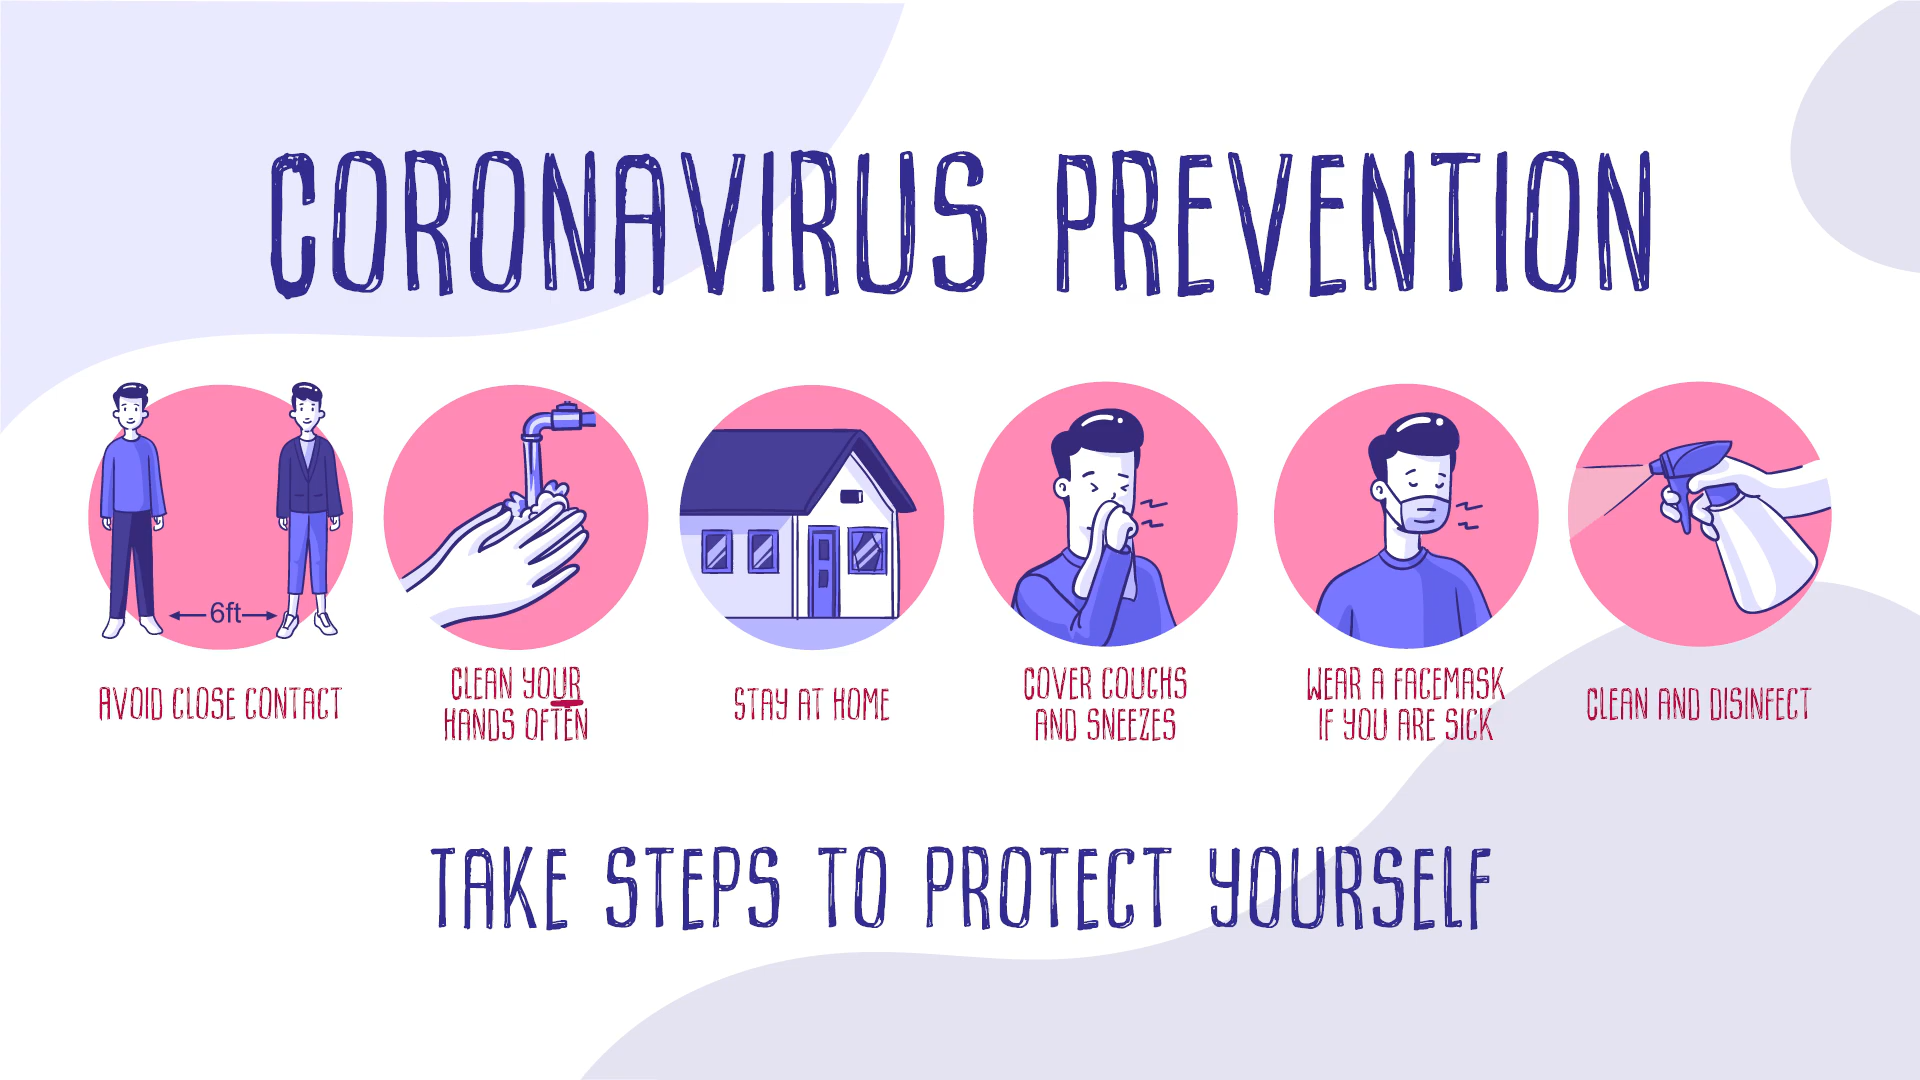 CORONAVIRUS PREVENTION
6ft
AVOID CLOSE CONTACT
CLEAN YOUR
HANDS OFTEN
STAY AT HOME
COVER COUGHS
AND SNEEZES
WEAR A FACEMASK
IF YOU ARE SICK
CLEAN AND DISINFECT
TAKE STEPS TO PROTECT YOURSELF